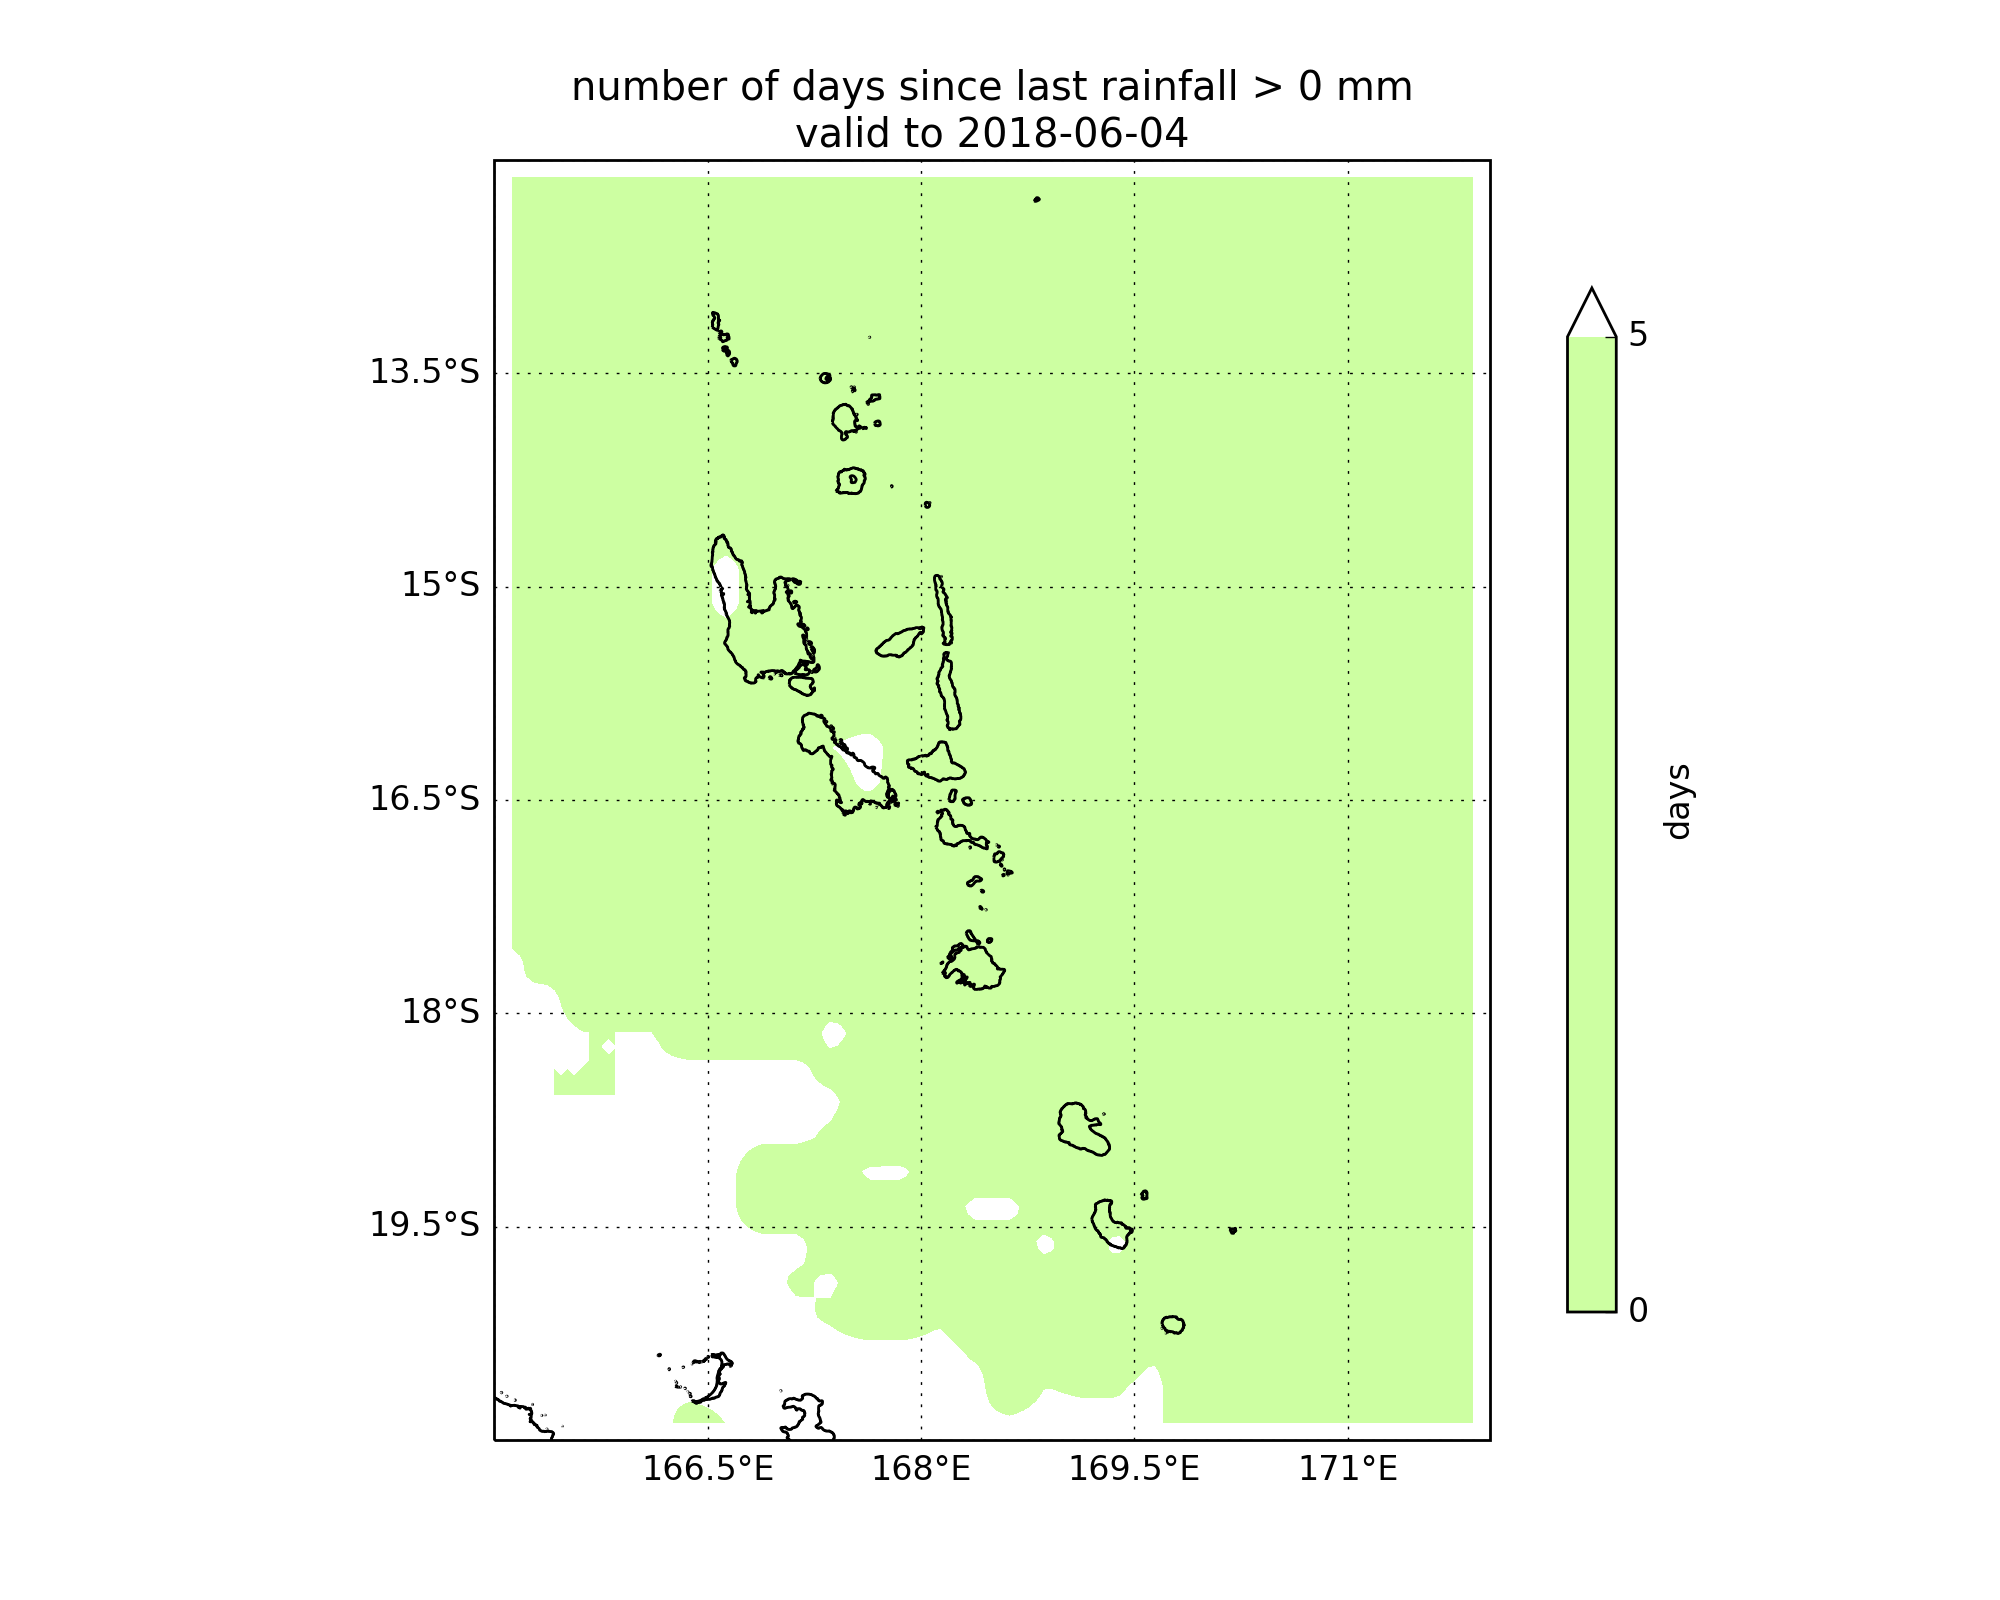 number of days since last rainfall > 0 mm
valid to 2018-06-04
13.5°S
15°S
16.5°S
18°S
19.5°S
166.5°E
168°E
169.5°E
171°E
5
0
days